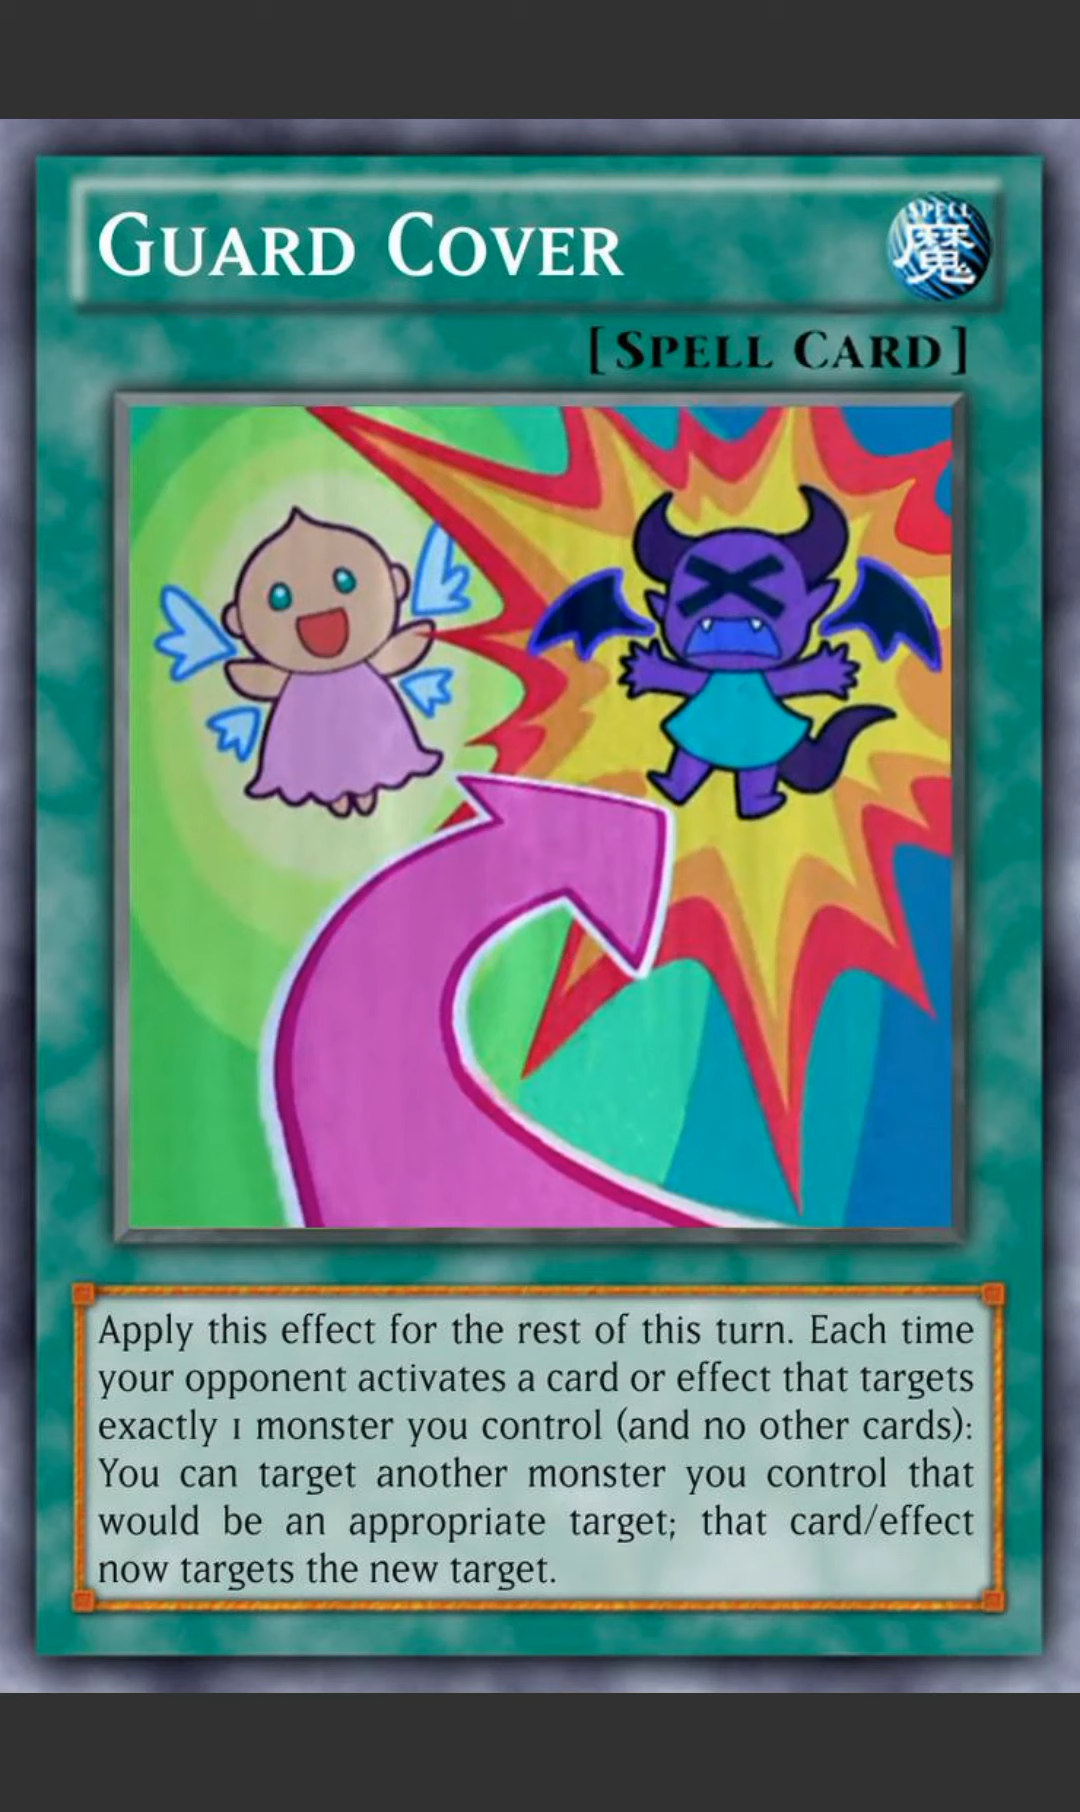 GUARD COVER
SPELL
魔
[SPELL CARD]
Apply this effect for the rest of this turn. Each time
your opponent activates a card or effect that targets
exactly 1 monster you control (and no other cards):
You can target another monster you control that
would be an appropriate target; that card/effect
now targets the new target.